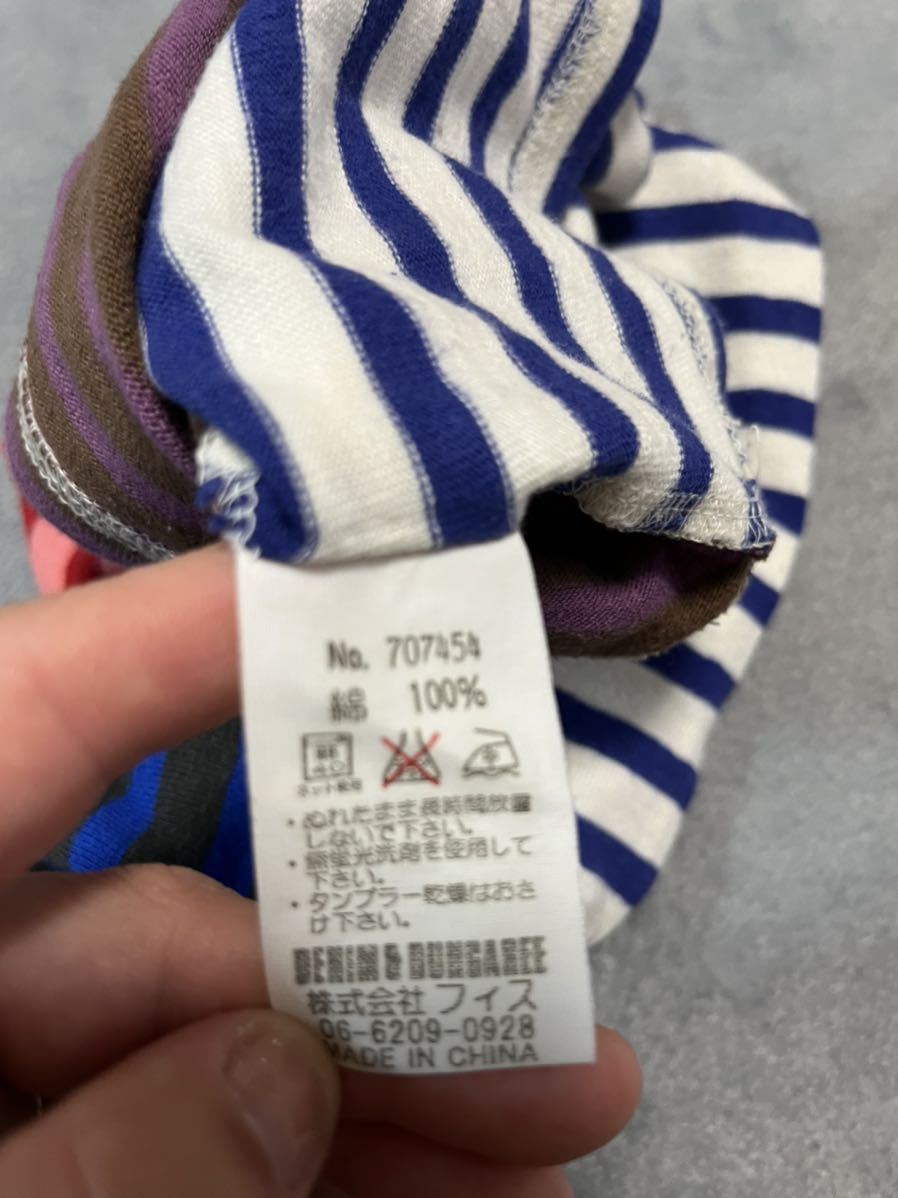 No. 707454
綿 100%
中
ネット使用
・ぬれたまま長時間放置
しないで下さい。
・無蛍光洗剤を使用して
下さい。
・タンブラー乾燥はおさ
け下さい。
DENIM & DUNGAREE
株式会社 フィス
06-6209-0928
MADE IN CHINA